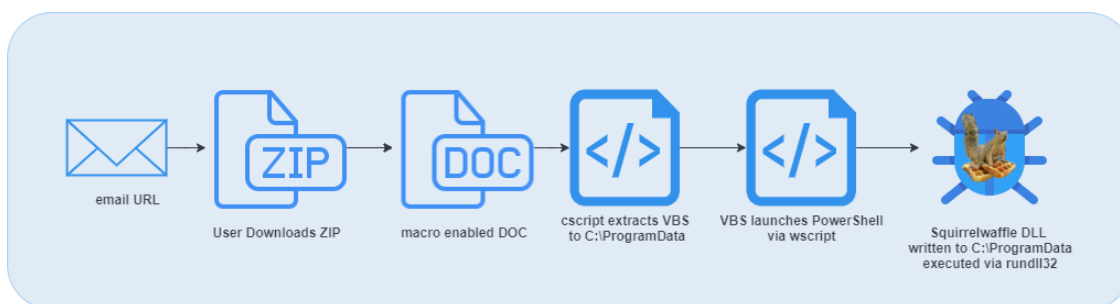 email URL
ZIP
User Downloads ZIP
DOC
macro enabled DOC
</>
cscript extracts VBS
to C:\ProgramData
</>
VBS launches PowerShell
via wscript
Squirrelwaffle DLL
written to C:\ProgramData
executed via rundll32